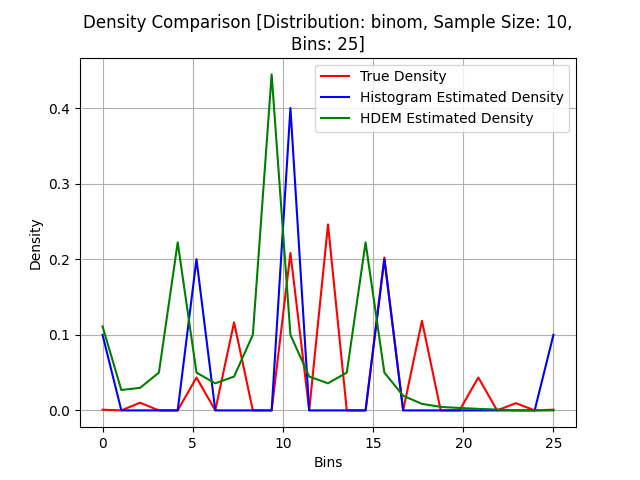 Density Comparison [Distribution: binom, Sample Size: 10,
Bins: 25]
True Density
Histogram Estimated Density
HDEM Estimated Density
Density
0.4
0.3
0.2
0.1
0.0
0 5 10 15 20 25
Bins